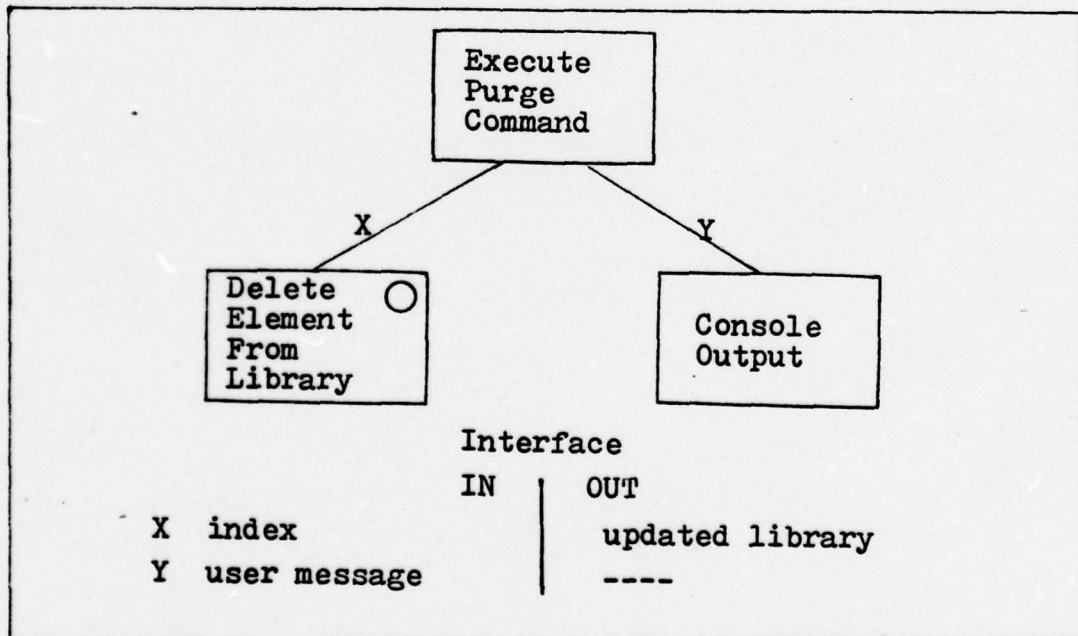 Execute
Purge
Command
X
Y
Delete
Element
From
Library
Console
Output
Interface
IN OUT
X index updated library
Y user message ----